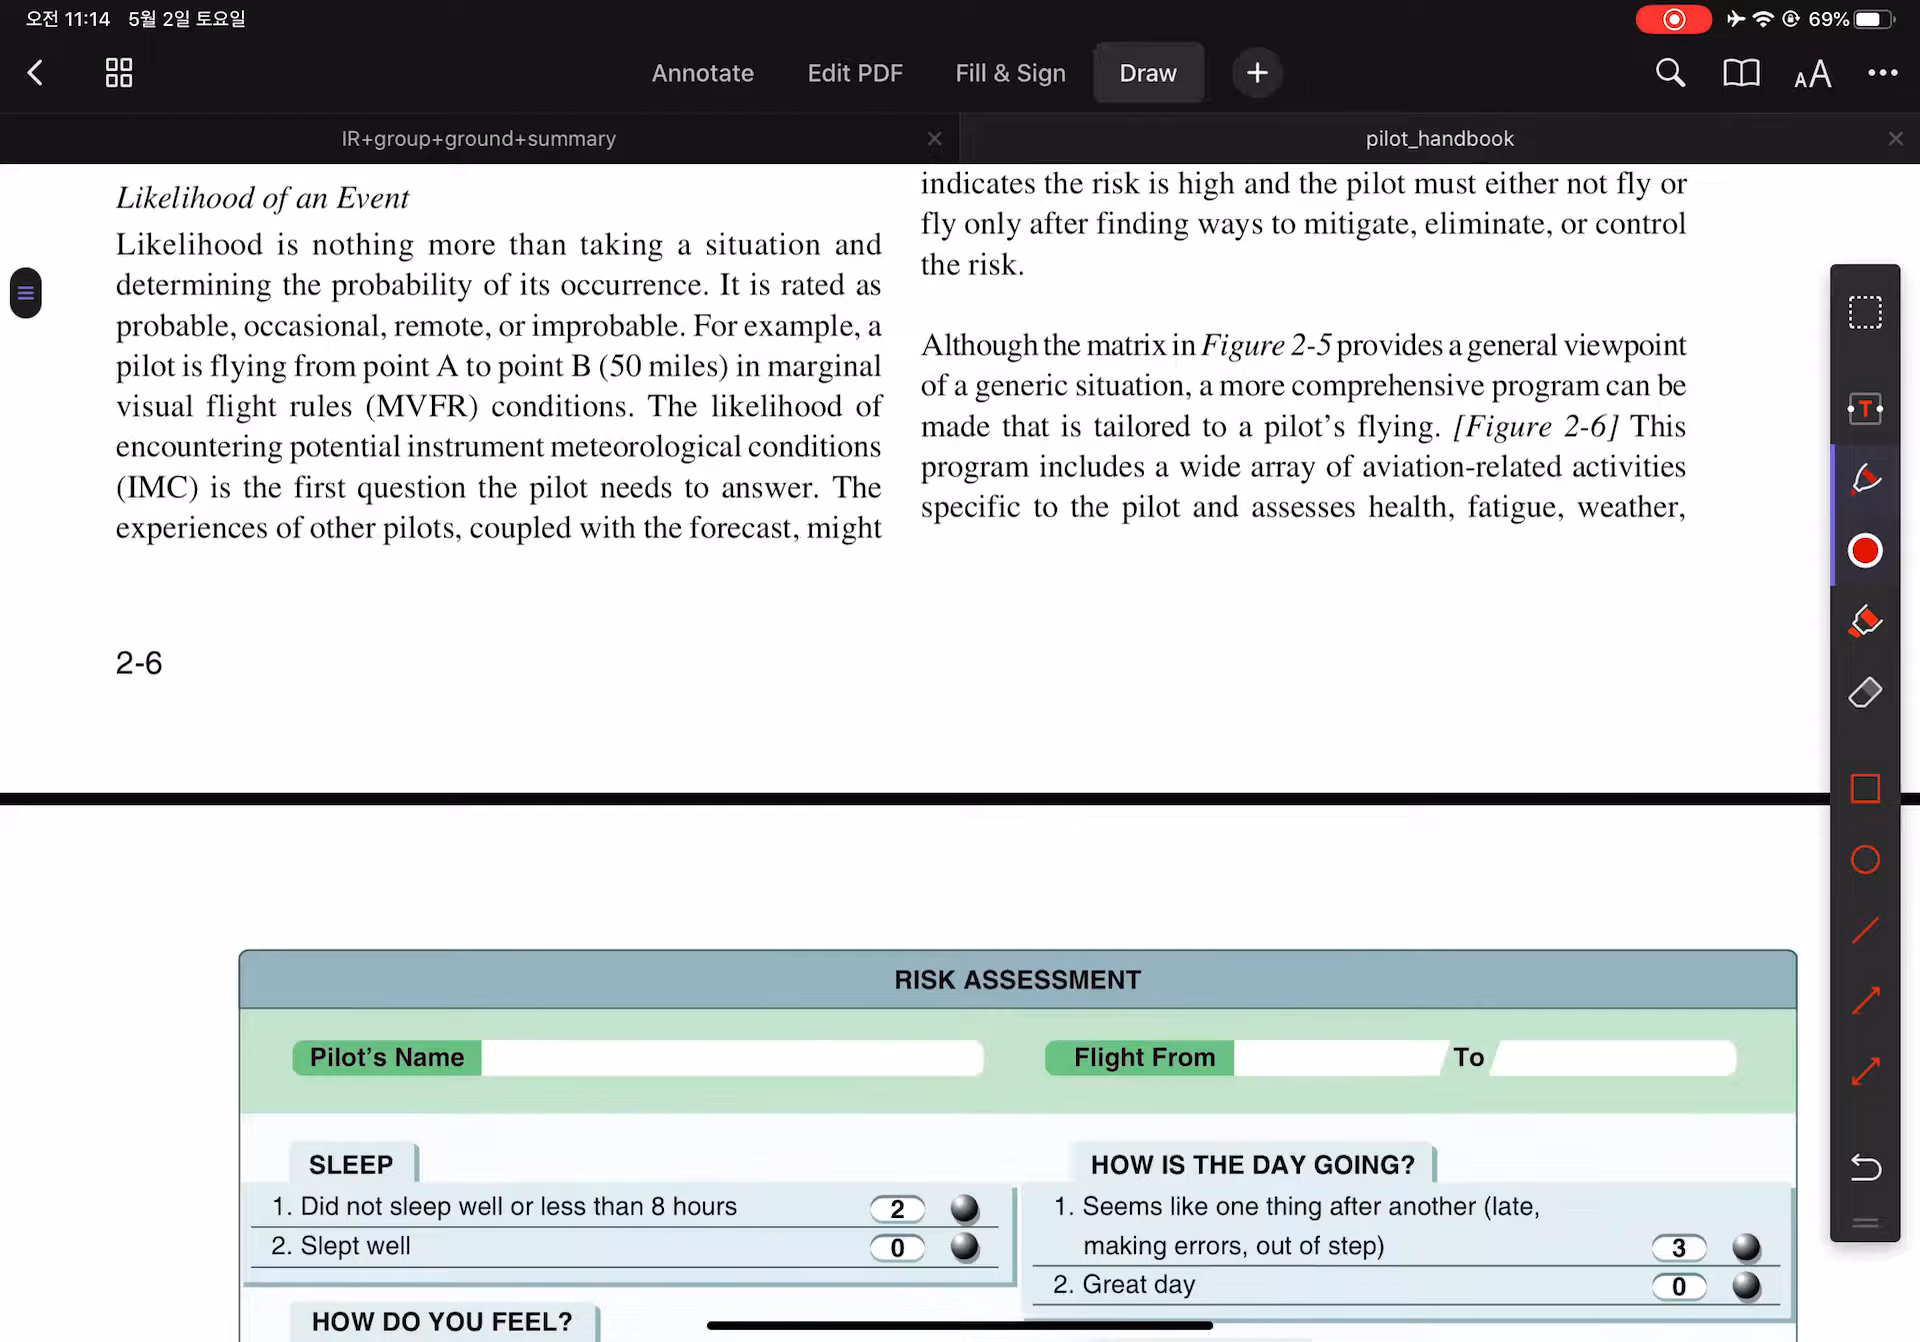 오전 11:14 5월 2일 토요일
69%
Annotate
Edit PDF
Fill & Sign
Draw
AA
IR+group+ground+summary
pilot_handbook
Likelihood of an Event
Likelihood is nothing more than taking a situation and
determining the probability of its occurrence. It is rated as
probable, occasional, remote, or improbable. For example, a
pilot is flying from point A to point B (50 miles) in marginal
visual flight rules (MVFR) conditions. The likelihood of
encountering potential instrument meteorological conditions
(IMC) is the first question the pilot needs to answer. The
experiences of other pilots, coupled with the forecast, might
indicates the risk is high and the pilot must either not fly or
fly only after finding ways to mitigate, eliminate, or control
the risk.
Although the matrix in Figure 2-5 provides a general viewpoint
of a generic situation, a more comprehensive program can be
made that is tailored to a pilot’s flying. [Figure 2-6] This
program includes a wide array of aviation-related activities
specific to the pilot and assesses health, fatigue, weather,
T
2-6
RISK ASSESSMENT
Pilot’s Name
Flight From
To
SLEEP
1. Did not sleep well or less than 8 hours 2
2. Slept well 0
HOW DO YOU FEEL?
HOW IS THE DAY GOING?
1. Seems like one thing after another (late,
making errors, out of step) 3
2. Great day 0